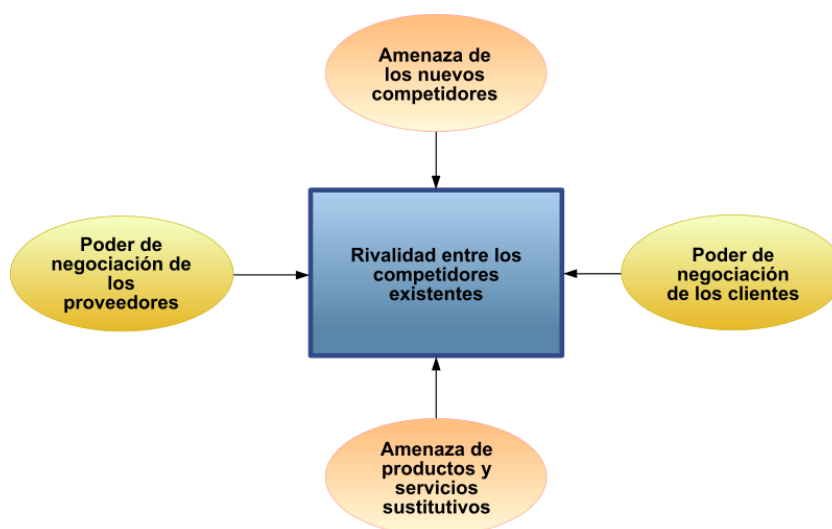 Amenaza de
los nuevos
competidores
Poder de
negociación de
los
proveedores
Rivalidad entre los
competidores
existentes
Poder de
negociación
de los clientes
Amenaza de
productos y
servicios
sustitutivos